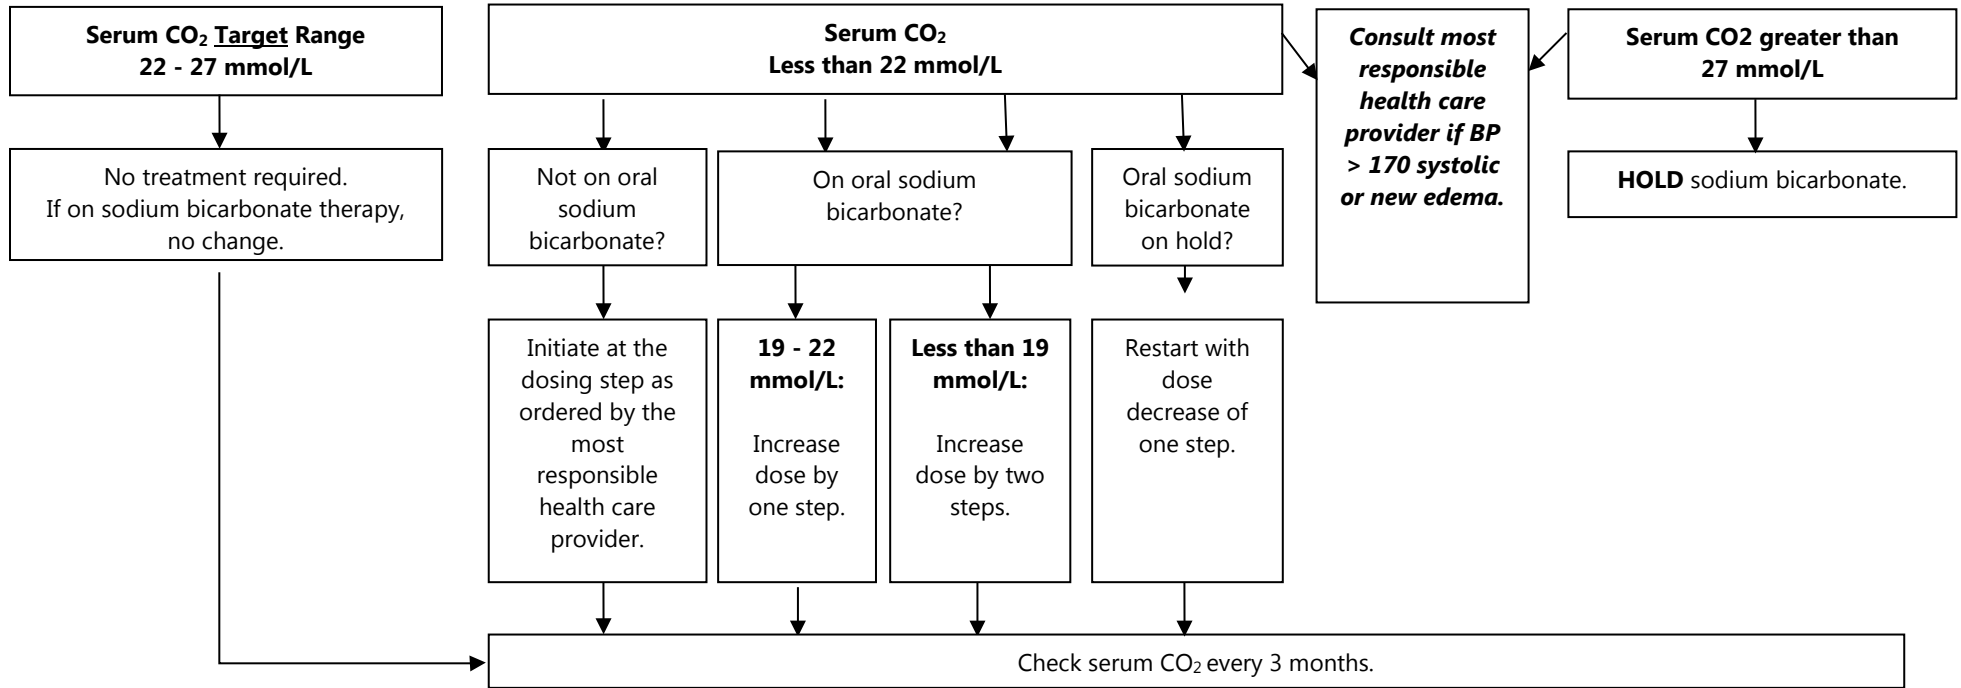 Serum CO₂ Target Range
22 - 27 mmol/L
Serum CO₂
Less than 22 mmol/L
Consult most
responsible
health care
provider if BP
> 170 systolic
or new edema.
Serum CO2 greater than
27 mmol/L
No treatment required.
If on sodium bicarbonate therapy,
no change.
Not on oral
sodium
bicarbonate?
On oral sodium
bicarbonate?
Oral sodium
bicarbonate
on hold?
HOLD sodium bicarbonate.
Initiate at the
dosing step as
ordered by the
most
responsible
health care
provider.
19 - 22
mmol/L:
Increase
dose by
one step.
Less than 19
mmol/L:
Increase
dose by two
steps.
Restart with
dose
decrease of
one step.
Check serum CO₂ every 3 months.